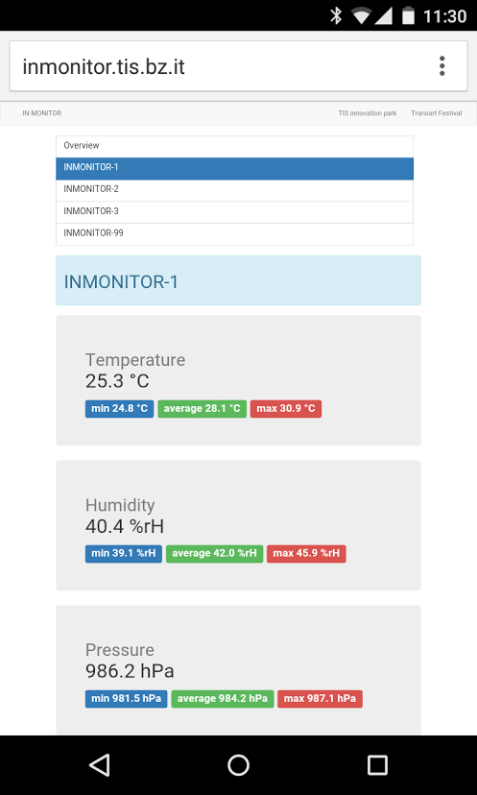 11:30
inmonitor.tis.bz.it
IN-MONITOR TIS innovation park Transart Festival
Overview
INMONITOR-1
INMONITOR-2
INMONITOR-3
INMONITOR-99
INMONITOR-1
Temperature
25.3 °C
min 24.8 °C average 28.1 °C max 30.9 °C
Humidity
40.4 %rH
min 39.1 %rH average 42.0 %rH max 45.9 %rH
Pressure
986.2 hPa
min 981.5 hPa average 984.2 hPa max 987.1 hPa